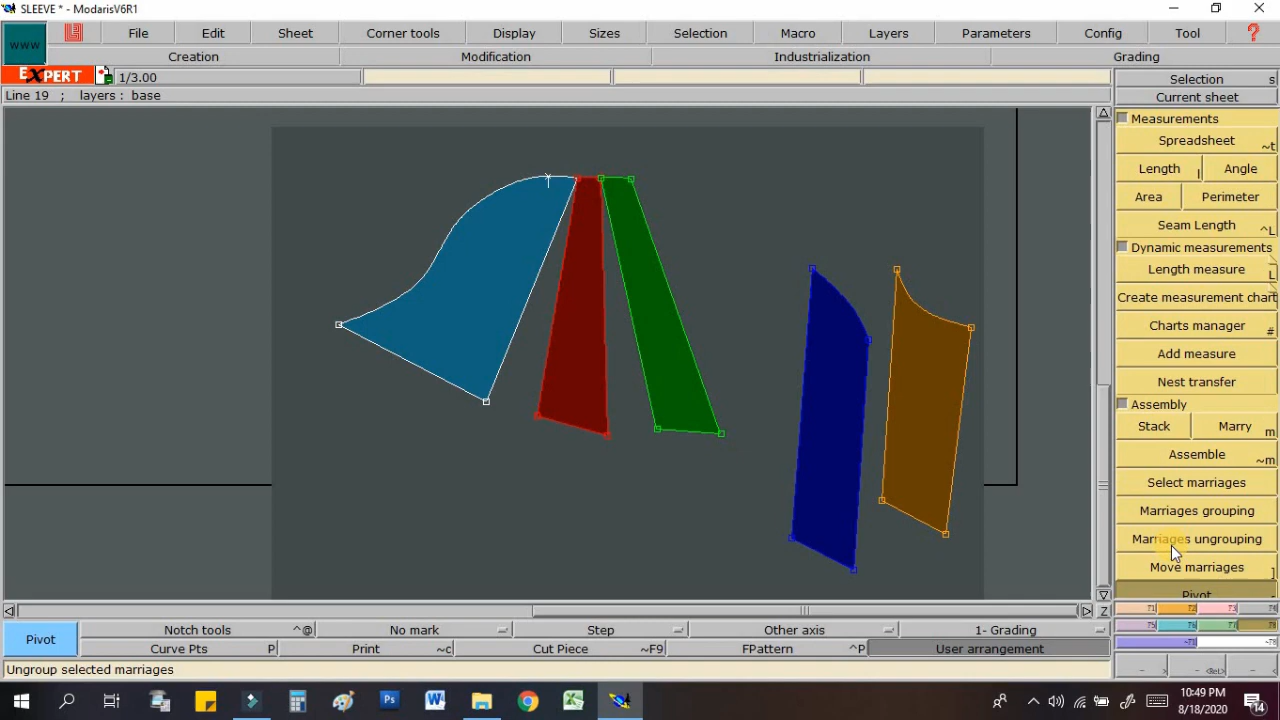 SLEEVE * - ModarisV6R1
www File Edit Sheet Corner tools Display Sizes Selection Macro Layers Parameters Config Tool ?
Creation Modification Industrialization Grading
EXPERT 1/3.00
Selection s
Line 19 ; layers : base
Current sheet
Measurements
Spreadsheet ~t
Length l Angle
Area Perimeter
Seam Length ^L
Dynamic measurements
Length measure L
Create measurement chart
Charts manager #
Add measure
Nest transfer
Assembly
Stack Marry m
Assemble ~m
Select marriages
Marriages grouping
Marriages ungrouping
Move marriages ]
Pivot
Z
Pivot Notch tools ^@ No mark Step Other axis 1- Grading
Curve Pts P Print ~c Cut Piece ~F9 FPattern ^P User arrangement
Ungroup selected marriages
10:49 PM
8/18/2020
14